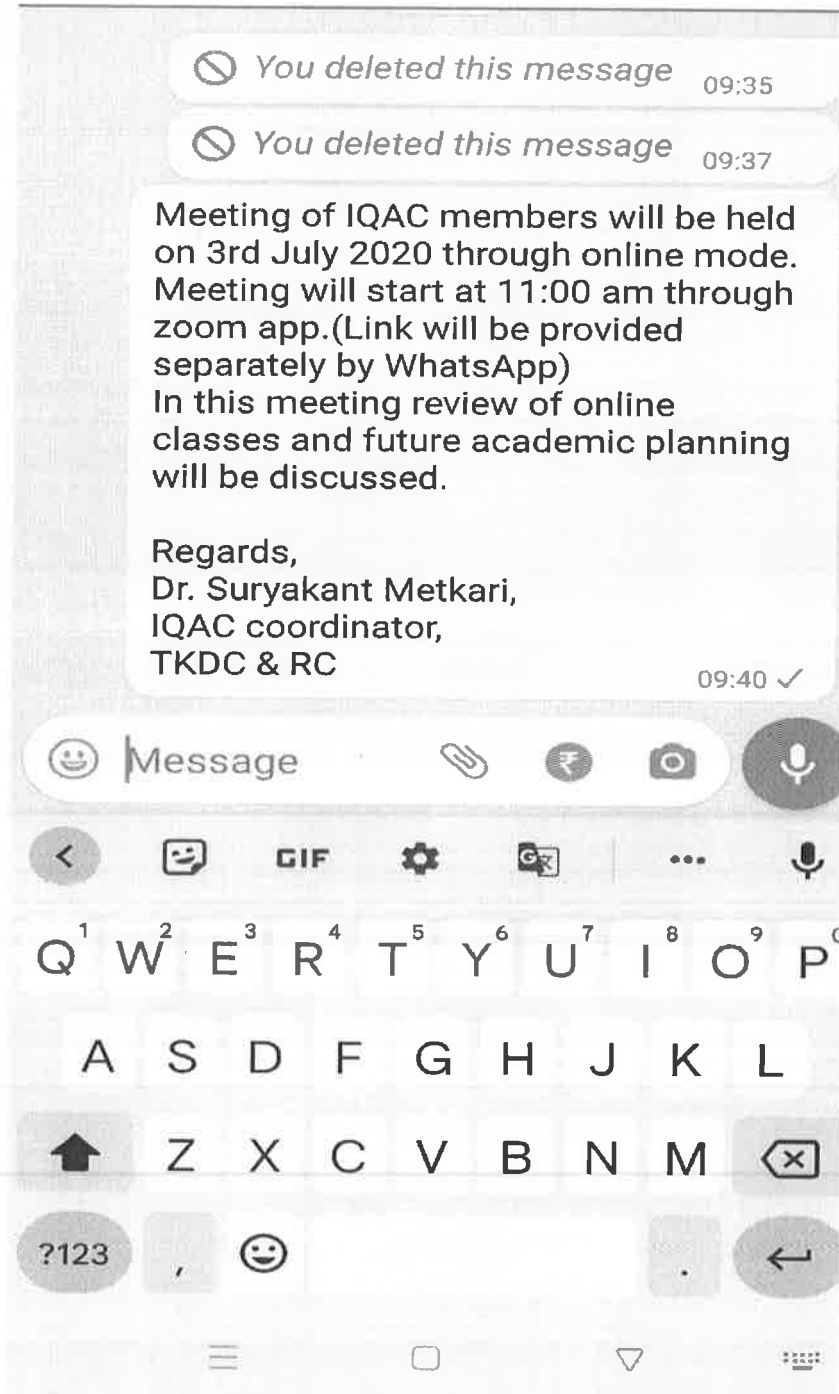 You deleted this message 09:35
You deleted this message 09:37
Meeting of IQAC members will be held
on 3rd July 2020 through online mode.
Meeting will start at 11:00 am through
zoom app.(Link will be provided
separately by WhatsApp)
In this meeting review of online
classes and future academic planning
will be discussed.
Regards,
Dr. Suryakant Metkari,
IQAC coordinator,
TKDC & RC
09:40
Message
GIF
1 2 3 4 5 6 7 8 9 0
Q W E R T Y U I O P
A S D F G H J K L
Z X C V B N M
?123 , .